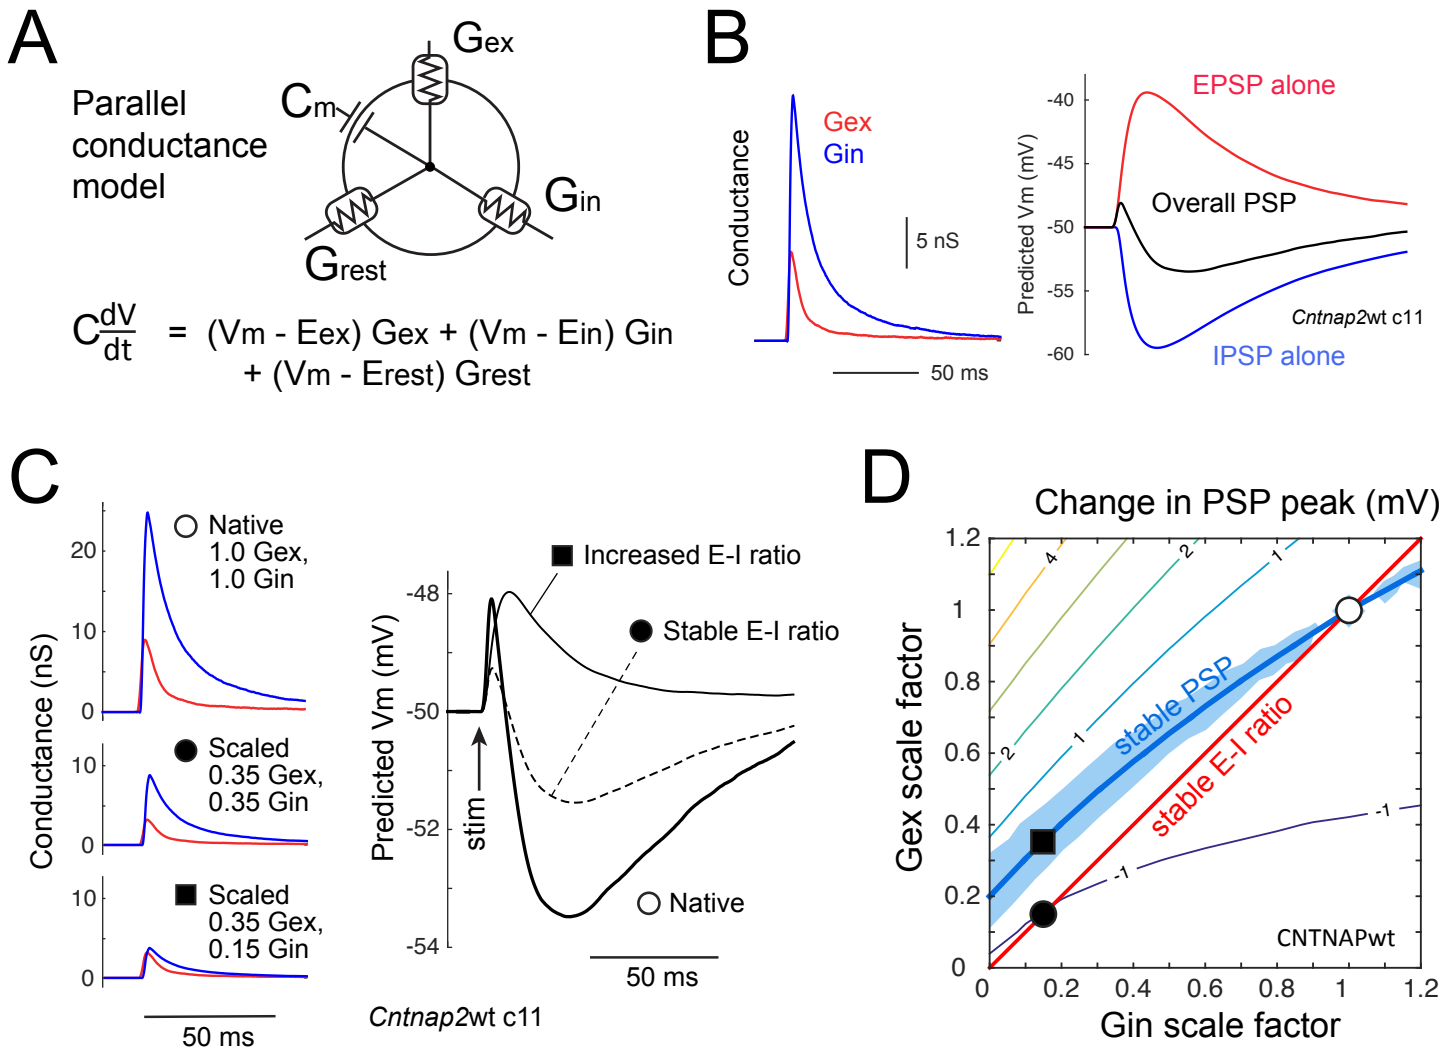 A
Parallel
conductance
model
Gex
Cm
Gin
Grest
C dV/dt = (Vm - Eex) Gex + (Vm - Ein) Gin
+ (Vm - Erest) Grest
B
Conductance
Gex
Gin
5 nS
50 ms
Predicted Vm (mV)
-40
-45
-50
-55
-60
EPSP alone
Overall PSP
Cntnap2wt c11
IPSP alone
C
Conductance (nS)
20
10
0
Native
1.0 Gex,
1.0 Gin
10
0
Scaled
0.35 Gex,
0.35 Gin
10
0
Scaled
0.35 Gex,
0.15 Gin
50 ms
Predicted Vm (mV)
-48
-50
-52
-54
Increased E-I ratio
Stable E-I ratio
stim
Native
50 ms
Cntnap2wt c11
D
Change in PSP peak (mV)
Gex scale factor
1.2
1
0.8
0.6
0.4
0.2
0
4
2
1
2
1
stable PSP
stable E-I ratio
-1
-1
CNTNAPwt
0
0.2
0.4
0.6
0.8
1
1.2
Gin scale factor